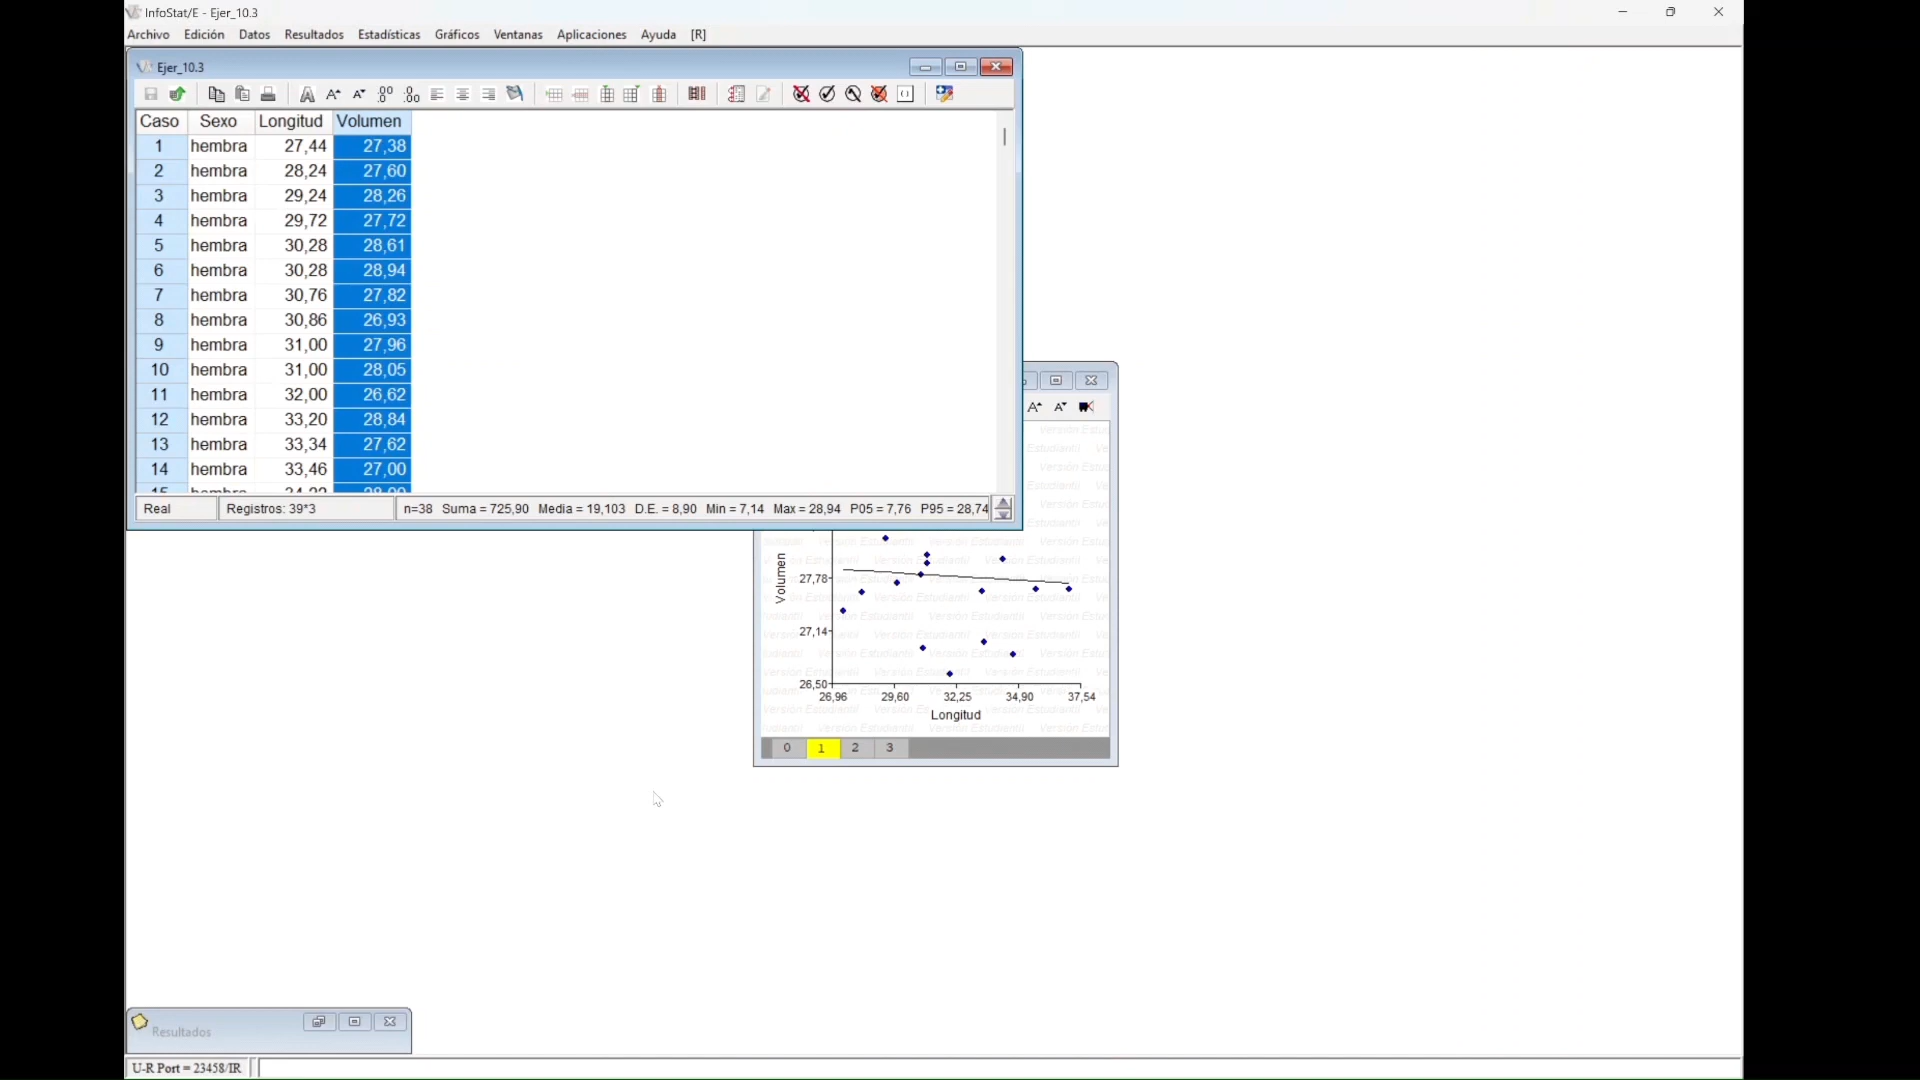 InfoStat/E - Ejer_10.3
Archivo Edición Datos Resultados Estadísticas Gráficos Ventanas Aplicaciones Ayuda [R]
Ejer_10.3
Caso Sexo Longitud Volumen
1 hembra 27,44 27,38
2 hembra 28,24 27,60
3 hembra 29,24 28,26
4 hembra 29,72 27,72
5 hembra 30,28 28,61
6 hembra 30,28 28,94
7 hembra 30,76 27,82
8 hembra 30,86 26,93
9 hembra 31,00 27,96
10 hembra 31,00 28,05
11 hembra 32,00 26,62
12 hembra 33,20 28,84
13 hembra 33,34 27,62
14 hembra 33,46 27,00
Real Registros: 39*3 n=38 Suma = 725,90 Media = 19,103 D.E. = 8,90 Min = 7,14 Max = 28,94 P05 = 7,76 P95 = 28,74
Volumen
27,78
27,14
26,50
26,96 29,60 32,25 34,90 37,54
Longitud
0 1 2 3
Resultados
U-R Port = 23458/IR